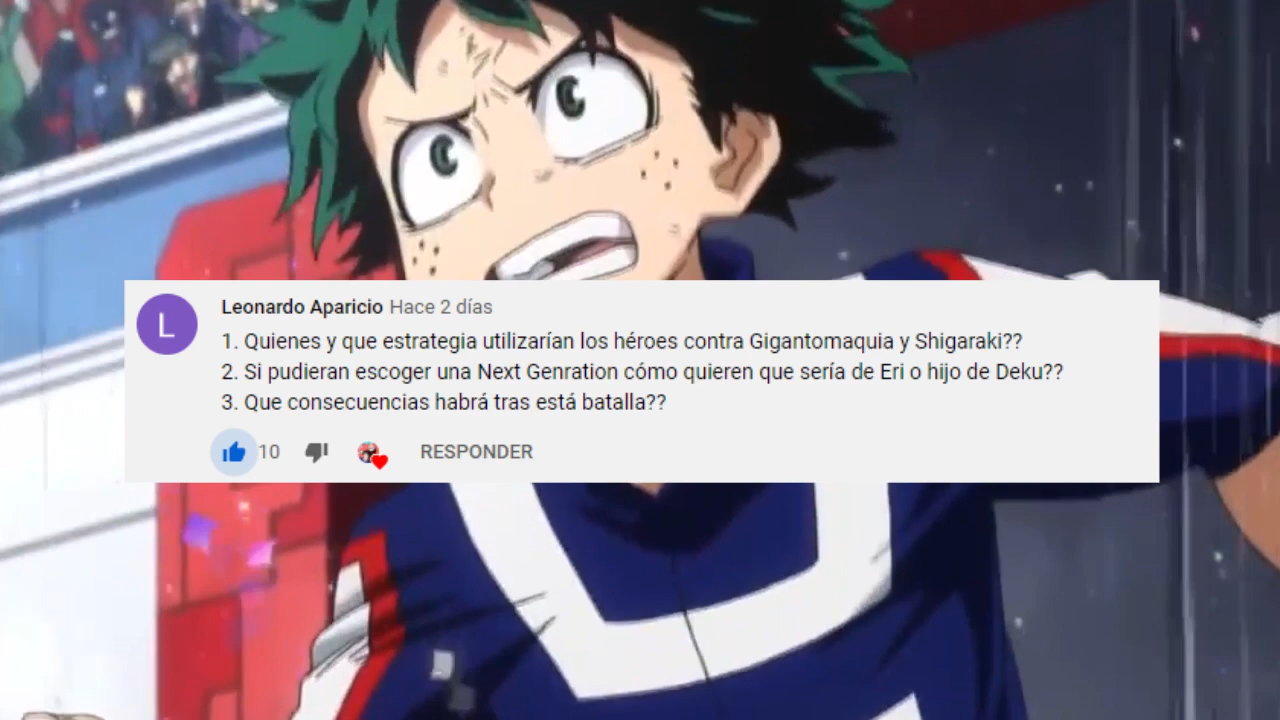 L
Leonardo Aparicio Hace 2 días
1. Quienes y que estrategia utilizarían los héroes contra Gigantomaquia y Shigaraki??
2. Si pudieran escoger una Next Genration cómo quieren que sería de Eri o hijo de Deku??
3. Que consecuencias habrá tras está batalla??
10 RESPONDER